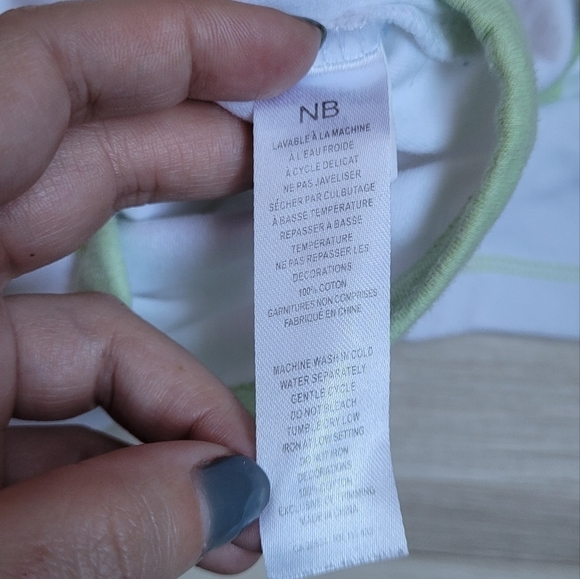 NB
LAVABLE À LA MACHINE
À L'EAU FROIDE
À CYCLE DELICAT
NE PAS JAVELISER
SÉCHER PAR CULBUTAGE
À BASSE TEMPÉRATURE
REPASSER À BASSE
TEMPÉRATURE
NE PAS REPASSER LES
DECORATIONS
100% COTON
GARNITURES NON COMPRISES
FABRIQUÉ EN CHINE
MACHINE WASH IN COLD
WATER SEPARATELY
GENTLE CYCLE
DO NOT BLEACH
TUMBLE DRY LOW
IRON AT LOW SETTING
DO NOT IRON
DECORATIONS
100% COTTON
EXCLUSIVE OF TRIMMING
MADE IN CHINA